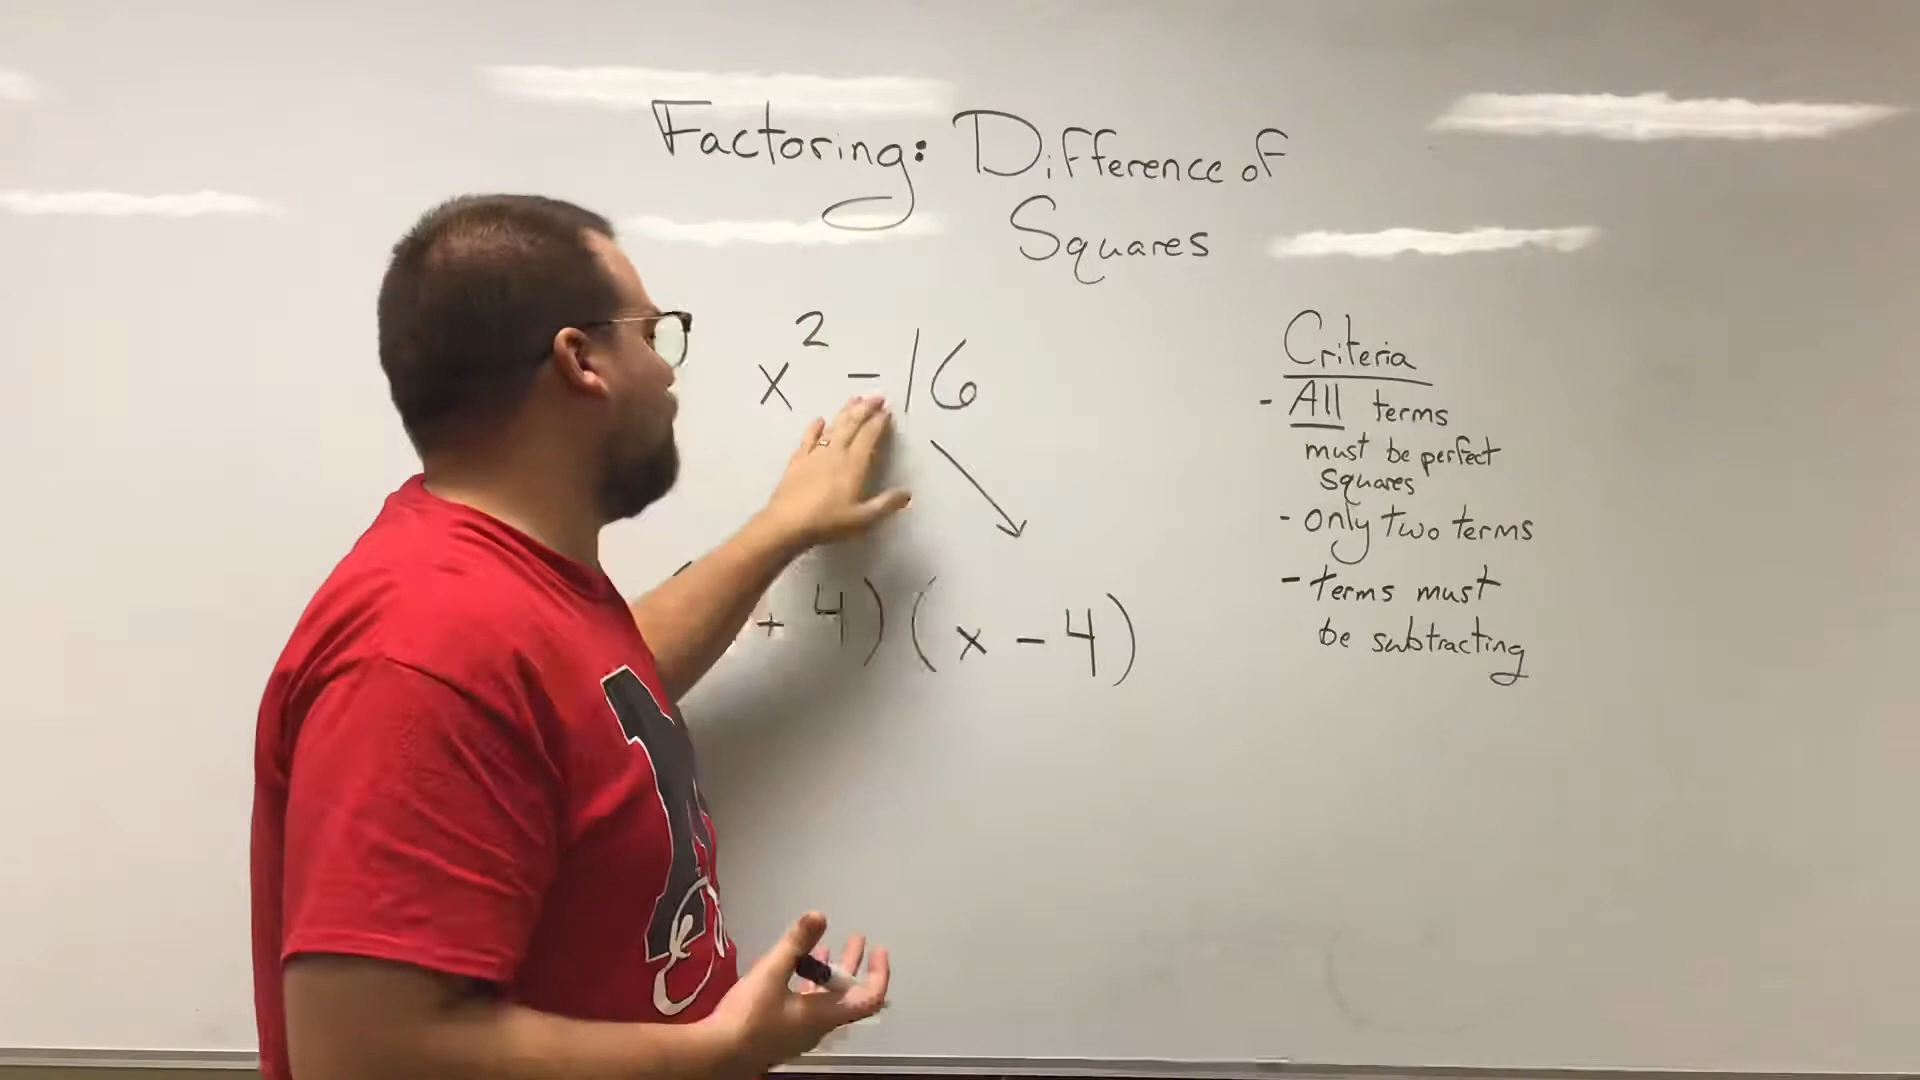 Factoring: Difference of
Squares
x² - 16
+ 4) (x - 4)
Criteria
- All terms
must be perfect
squares
- only two terms
- terms must
be subtracting